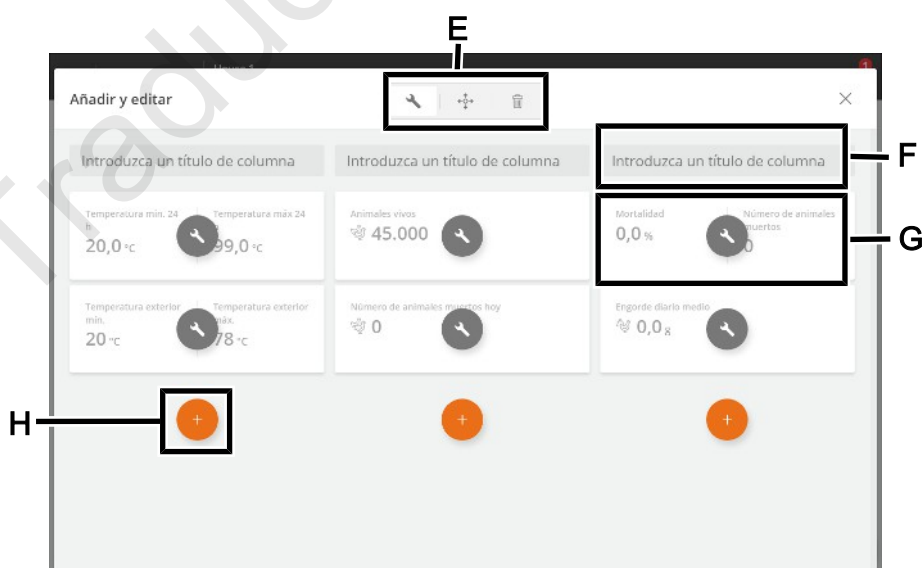 E
1
Añadir y editar
Introduzca un título de columna
Introduzca un título de columna
Introduzca un título de columna
F
Temperatura min. 24
h
20,0 °C
Temperatura máx 24
99,0 °C
Animales vivos
45.000
Mortalidad
0,0 %
Número de animales
muertos
0
G
Temperatura exterior
min.
20 °C
Temperatura exterior
máx.
78 °C
Número de animales muertos hoy
0
Engorde diario medio
0,0 g
H
+
+
+